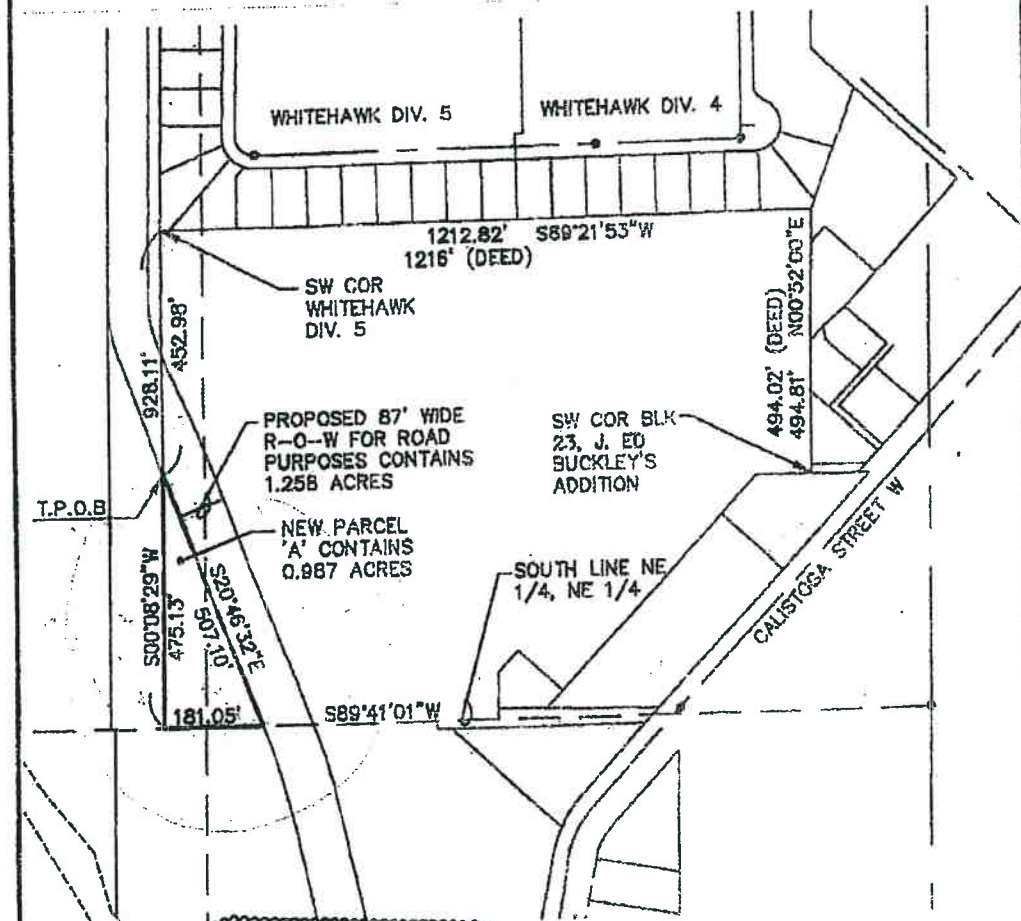 WHITEHAWK DIV. 5
WHITEHAWK DIV. 4
1212.82' S89°21'53"W
1216' (DEED)
SW COR
WHITEHAWK
DIV. 5
452.98'
928.11'
494.02' (DEED)
494.81'
N00°52'00"E
PROPOSED 87' WIDE
R-O-W FOR ROAD
PURPOSES CONTAINS
1.258 ACRES
SW COR BLK
23, J. ED
BUCKLEY'S
ADDITION
T.P.O.B
NEW PARCEL
'A' CONTAINS
0.987 ACRES
SOUTH LINE NE
1/4, NE 1/4
CALISTOGA STREET W
S00°08'29"W
475.13'
S20°46'32"E
507.10'
181.05'
S89°41'01"W